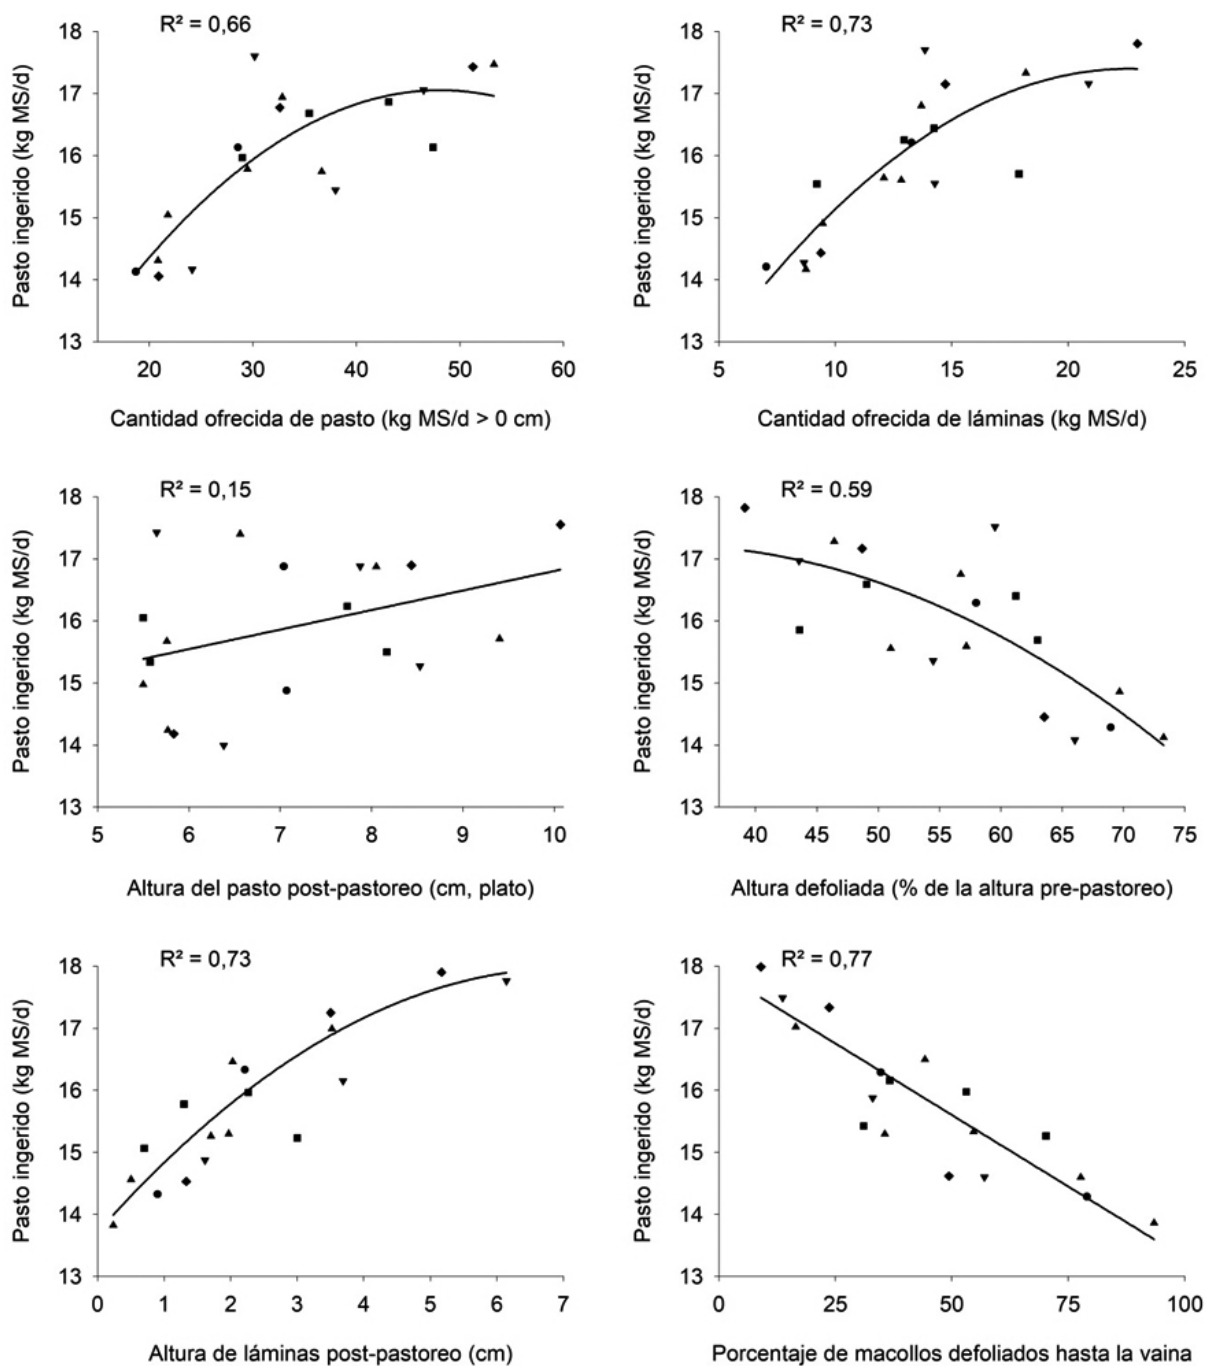 R² = 0,66
18
17
16
15
14
13
Pasto ingerido (kg MS/d)
20 30 40 50 60
Cantidad ofrecida de pasto (kg MS/d > 0 cm)
R² = 0,73
18
17
16
15
14
13
Pasto ingerido (kg MS/d)
5 10 15 20 25
Cantidad ofrecida de láminas (kg MS/d)
R² = 0,15
18
17
16
15
14
13
Pasto ingerido (kg MS/d)
5 6 7 8 9 10
Altura del pasto post-pastoreo (cm, plato)
R² = 0.59
18
17
16
15
14
13
Pasto ingerido (kg MS/d)
40 45 50 55 60 65 70 75
Altura defoliada (% de la altura pre-pastoreo)
R² = 0,73
18
17
16
15
14
13
Pasto ingerido (kg MS/d)
0 1 2 3 4 5 6 7
Altura de láminas post-pastoreo (cm)
R² = 0,77
18
17
16
15
14
13
Pasto ingerido (kg MS/d)
0 25 50 75 100
Porcentaje de macollos defoliados hasta la vaina